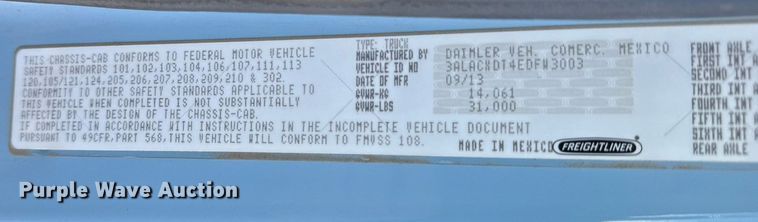 THIS CHASSIS-CAB CONFORMS TO FEDERAL MOTOR VEHICLE
SAFETY STANDARDS 101,102,103,104,106,107,111,113
120,105/121,124,205,206,207,208,209,210 & 302.
CONFORMITY TO OTHER SAFETY STANDARDS APPLICABLE TO
THIS VEHICLE WHEN COMPLETED IS NOT SUBSTANTIALLY
AFFECTED BY THE DESIGN OF THE CHASSIS-CAB.
IF COMPLETED IN ACCORDANCE WITH INSTRUCTIONS IN THE INCOMPLETE VEHICLE DOCUMENT
PURSUANT TO 49CFR,PART 568,THIS VEHICLE WILL CONFORM TO FMVSS 108.
TYPE: TRUCK
MANUFACTURED BY DAIMLER VEH. COMERC. MEXICO
VEHICLE ID NO 3ALACXDT4EDFW3003
DATE OF MFR 09/13
GVWR-KG 14,061
GVWR-LBS 31,000
MADE IN MEXICO FREIGHTLINER
FRONT AXLE
FIRST INT A
SECOND INT
THIRD INT A
FOURTH INT
FIFTH INT A
SIXTH INT A
REAR AXLE
Purple Wave Auction